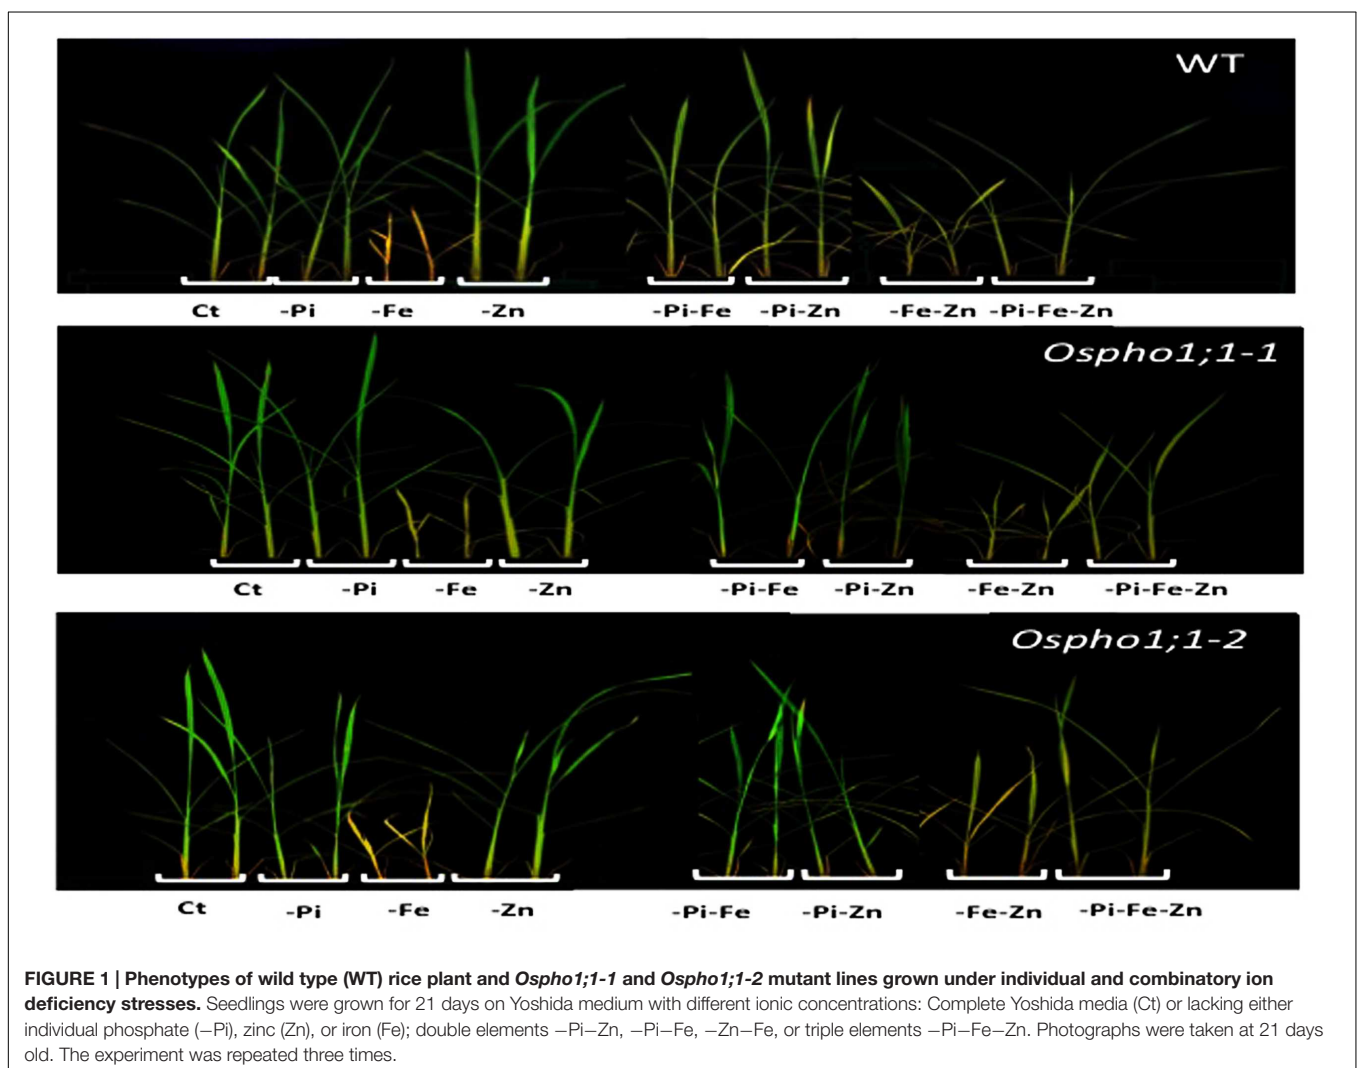 WT
Ct -Pi -Fe -Zn -Pi-Fe -Pi-Zn -Fe-Zn -Pi-Fe-Zn
Ospho1;1-1
Ct -Pi -Fe -Zn -Pi-Fe -Pi-Zn -Fe-Zn -Pi-Fe-Zn
Ospho1;1-2
Ct -Pi -Fe -Zn -Pi-Fe -Pi-Zn -Fe-Zn -Pi-Fe-Zn
FIGURE 1 | Phenotypes of wild type (WT) rice plant and Ospho1;1-1 and Ospho1;1-2 mutant lines grown under individual and combinatory ion
deficiency stresses. Seedlings were grown for 21 days on Yoshida medium with different ionic concentrations: Complete Yoshida media (Ct) or lacking either
individual phosphate (−Pi), zinc (Zn), or iron (Fe); double elements −Pi−Zn, −Pi−Fe, −Zn−Fe, or triple elements −Pi−Fe−Zn. Photographs were taken at 21 days
old. The experiment was repeated three times.